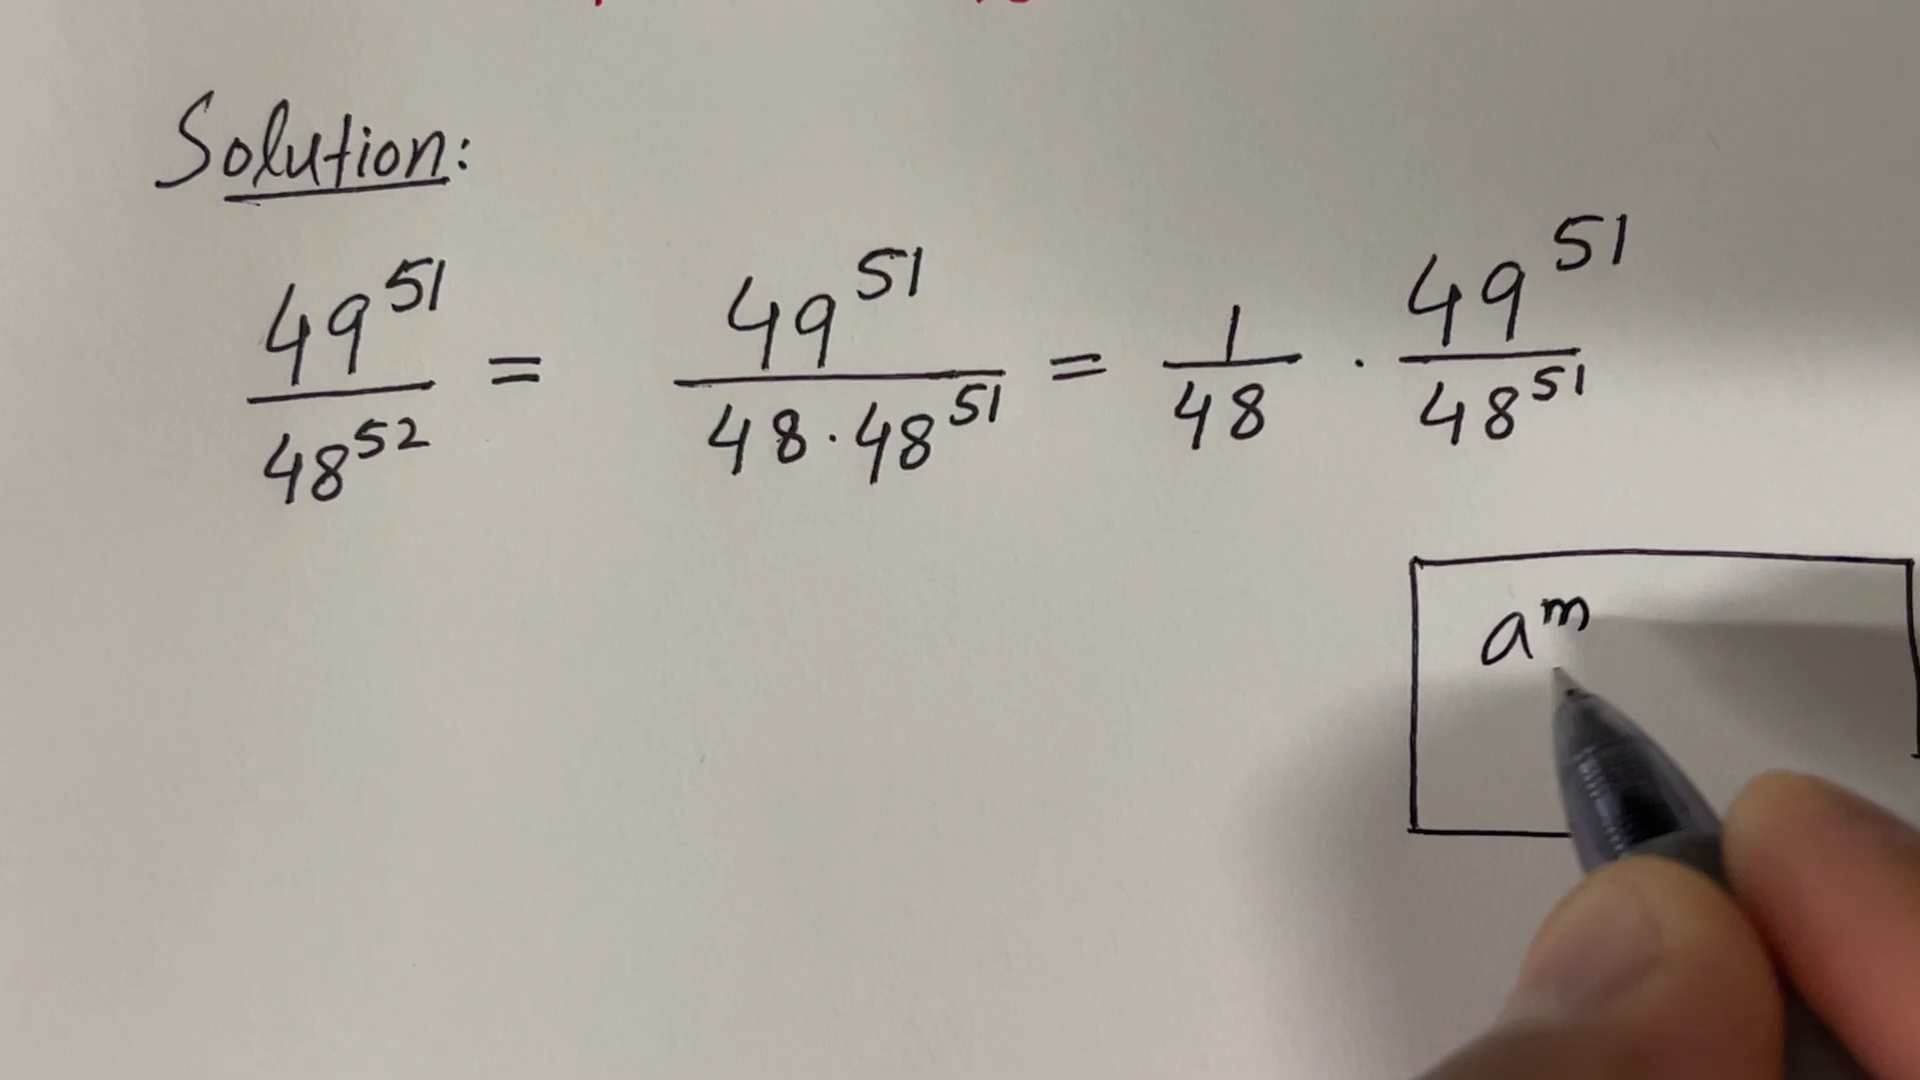 Solution:
49^51 / 48^52 = 49^51 / 48·48^51 = 1/48 · 49^51 / 48^51
a^m